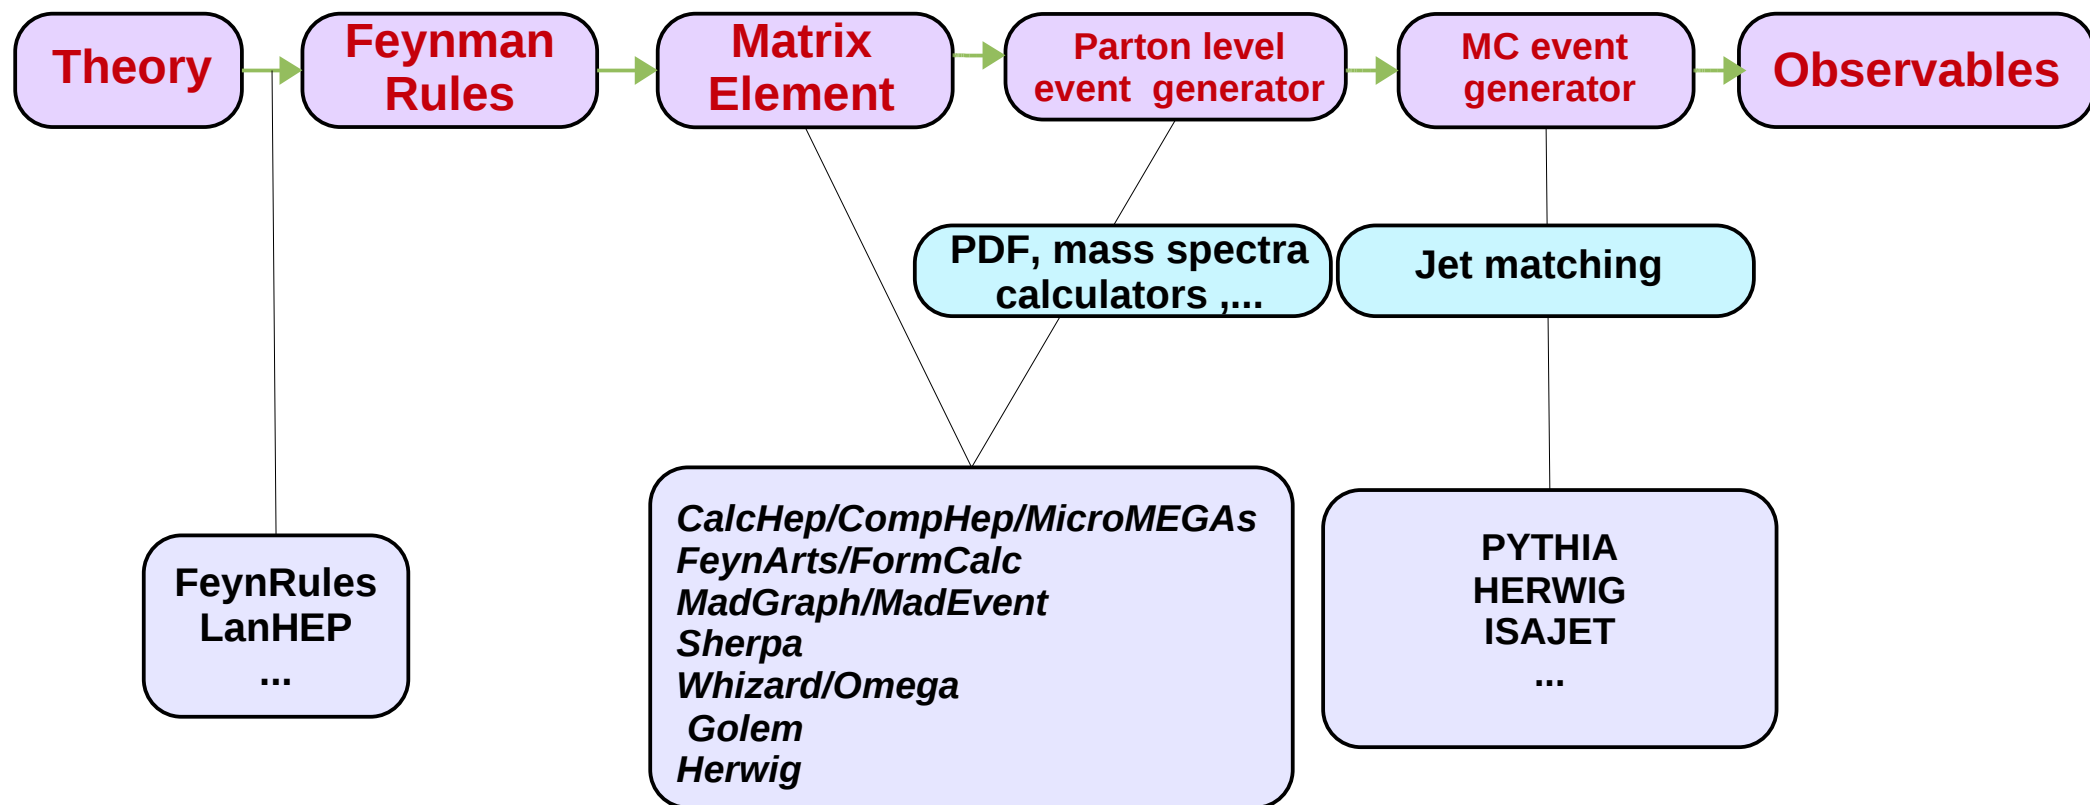 Theory
Feynman
Rules
Matrix
Element
Parton level
event generator
MC event
generator
Observables
PDF, mass spectra
calculators ,...
Jet matching
FeynRules
LanHEP
...
CalcHep/CompHep/MicroMEGAs
FeynArts/FormCalc
MadGraph/MadEvent
Sherpa
Whizard/Omega
Golem
Herwig
PYTHIA
HERWIG
ISAJET
...